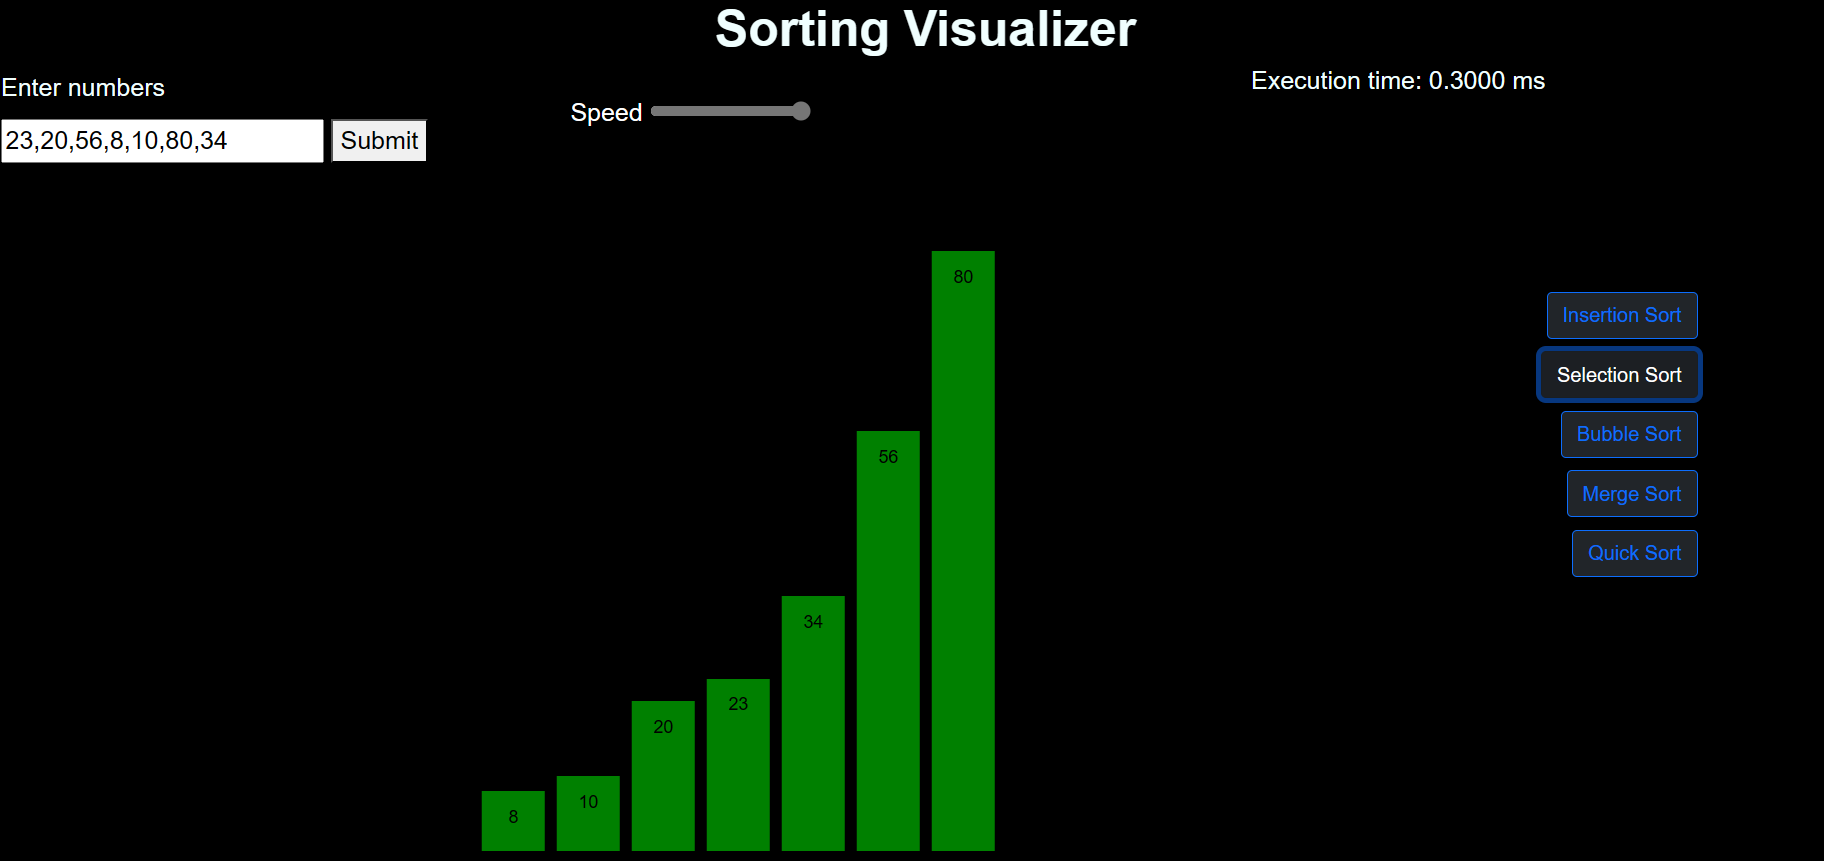 Sorting Visualizer
Enter numbers
23,20,56,8,10,80,34
Submit
Speed
Execution time: 0.3000 ms
8
10
20
23
34
56
80
Insertion Sort
Selection Sort
Bubble Sort
Merge Sort
Quick Sort